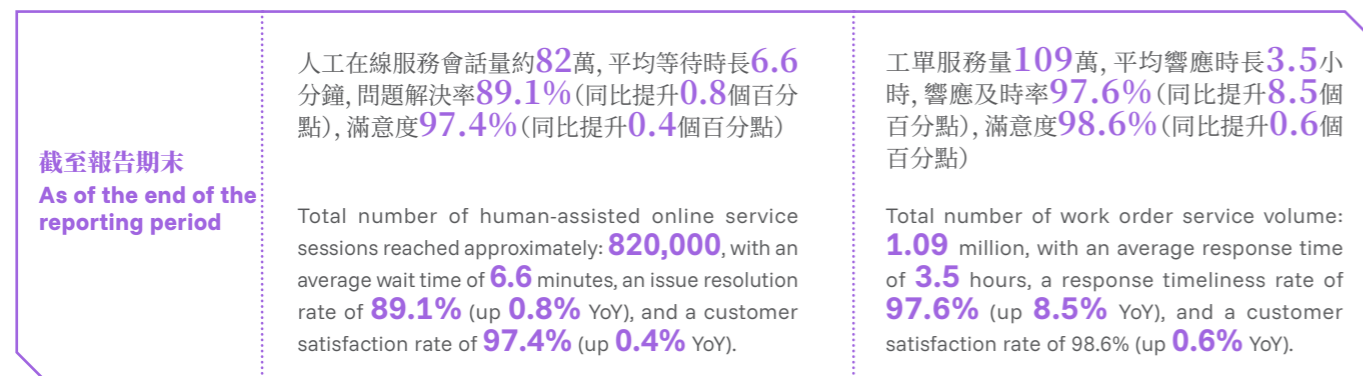 截至報告期末
As of the end of the
reporting period
人工在線服務會話量約82萬, 平均等待時長6.6
分鐘, 問題解決率89.1%(同比提升0.8個百分
點), 滿意度97.4%(同比提升0.4個百分點)
Total number of human-assisted online service
sessions reached approximately: 820,000, with an
average wait time of 6.6 minutes, an issue resolution
rate of 89.1% (up 0.8% YoY), and a customer
satisfaction rate of 97.4% (up 0.4% YoY).
工單服務量109萬, 平均響應時長3.5小
時, 響應及時率97.6%(同比提升8.5個
百分點), 滿意度98.6%(同比提升0.6個
百分點)
Total number of work order service volume:
1.09 million, with an average response time
of 3.5 hours, a response timeliness rate of
97.6% (up 8.5% YoY), and a customer
satisfaction rate of 98.6% (up 0.6% YoY).